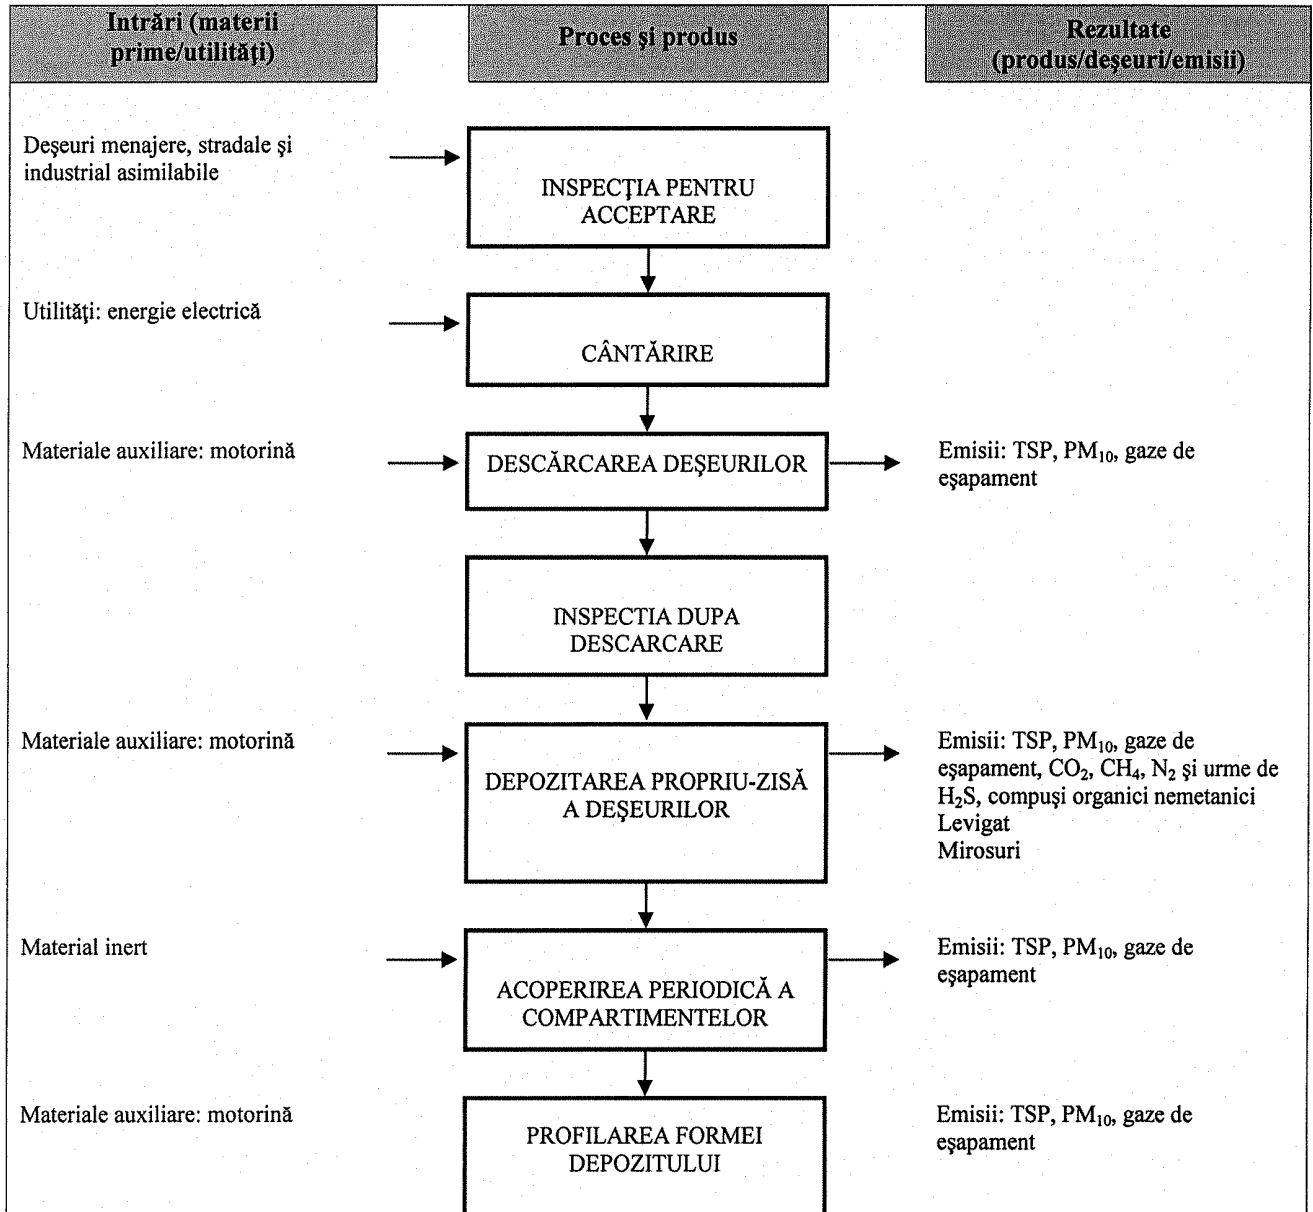 Intrări (materii
prime/utilităţi)
Proces şi produs
Rezultate
(produs/deşeuri/emisii)
Deşeuri menajere, stradale şi
industrial asimilabile
INSPECŢIA PENTRU
ACCEPTARE
Utilităţi: energie electrică
CÂNTĂRIRE
Materiale auxiliare: motorină
DESCĂRCAREA DEŞEURILOR
Emisii: TSP, PM₁₀, gaze de
eşapament
INSPECTIA DUPA
DESCARCARE
Materiale auxiliare: motorină
DEPOZITAREA PROPRIU-ZISĂ
A DEŞEURILOR
Emisii: TSP, PM₁₀, gaze de
eşapament, CO₂, CH₄, N₂ şi urme de
H₂S, compuşi organici nemetanici
Levigat
Mirosuri
Material inert
ACOPERIREA PERIODICĂ A
COMPARTIMENTELOR
Emisii: TSP, PM₁₀, gaze de
eşapament
Materiale auxiliare: motorină
PROFILAREA FORMEI
DEPOZITULUI
Emisii: TSP, PM₁₀, gaze de
eşapament